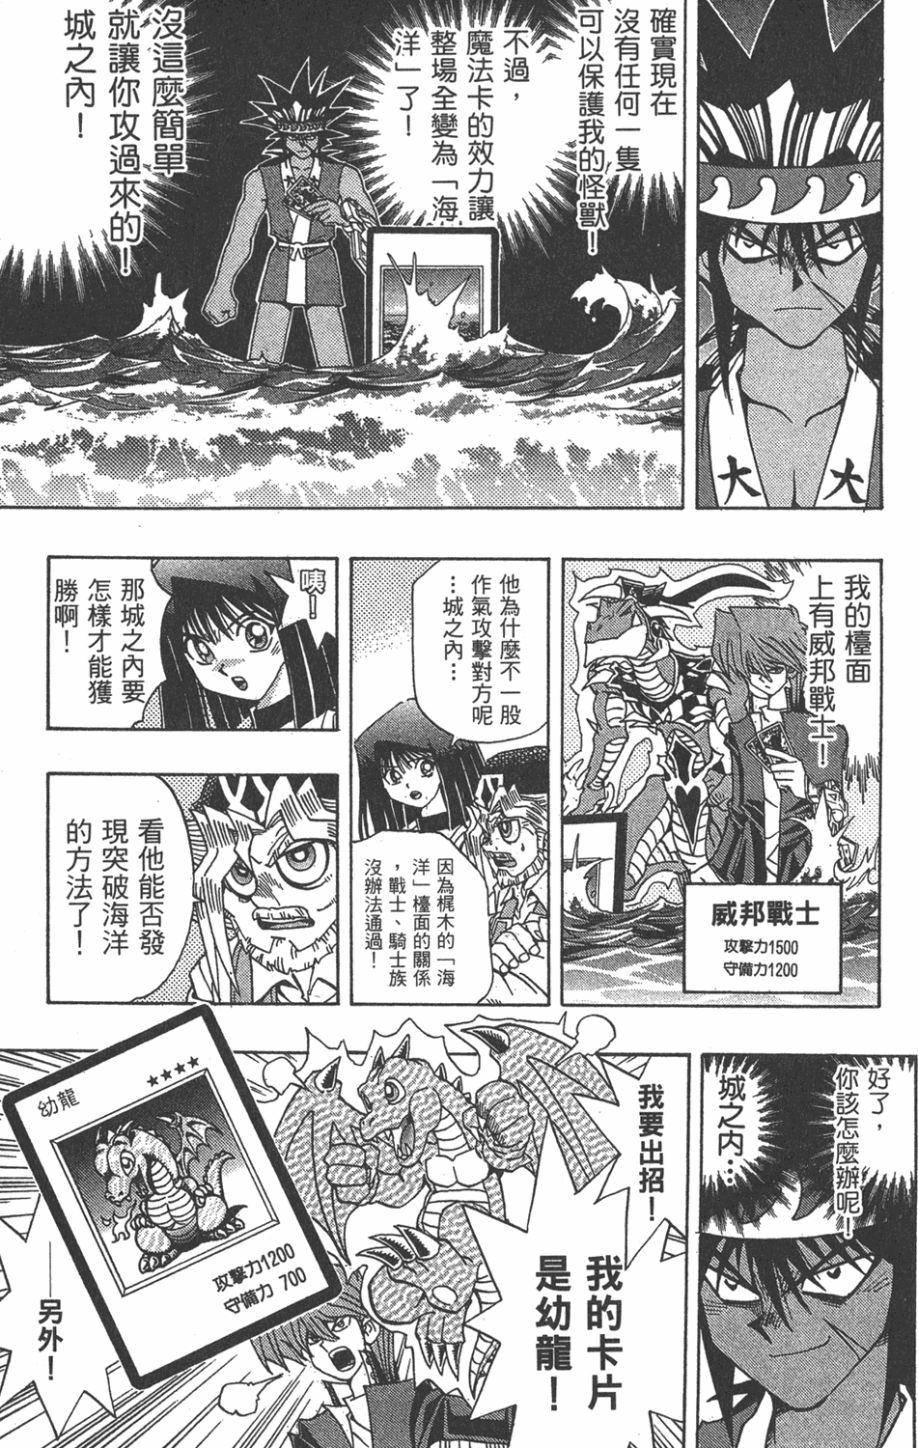 確實現在
沒有任何一隻
可以保護我的怪獸！
不過，
魔法卡的效力讓
整場全變為「海
洋」了！
沒這麼簡單
就讓你攻過來的！
城之內！
大
大
我的檯面
上有威邦戰士！
威邦戰士
攻擊力1500
守備力1200
他為什麼不一股
作氣攻擊對方呢
…城之內…
因為梶木的「海
洋」檯面的關係
，戰士、騎士族
沒辦法通過！
咦！
那城之內要
怎樣才能獲
勝啊！
看他能否發
現突破海洋
的方法了！
好了，
你該怎麼辦呢！
城之內…
我要出招！
我的卡片
是幼龍！
幼龍
★★★★
攻擊力1200
守備力 700
——另外！